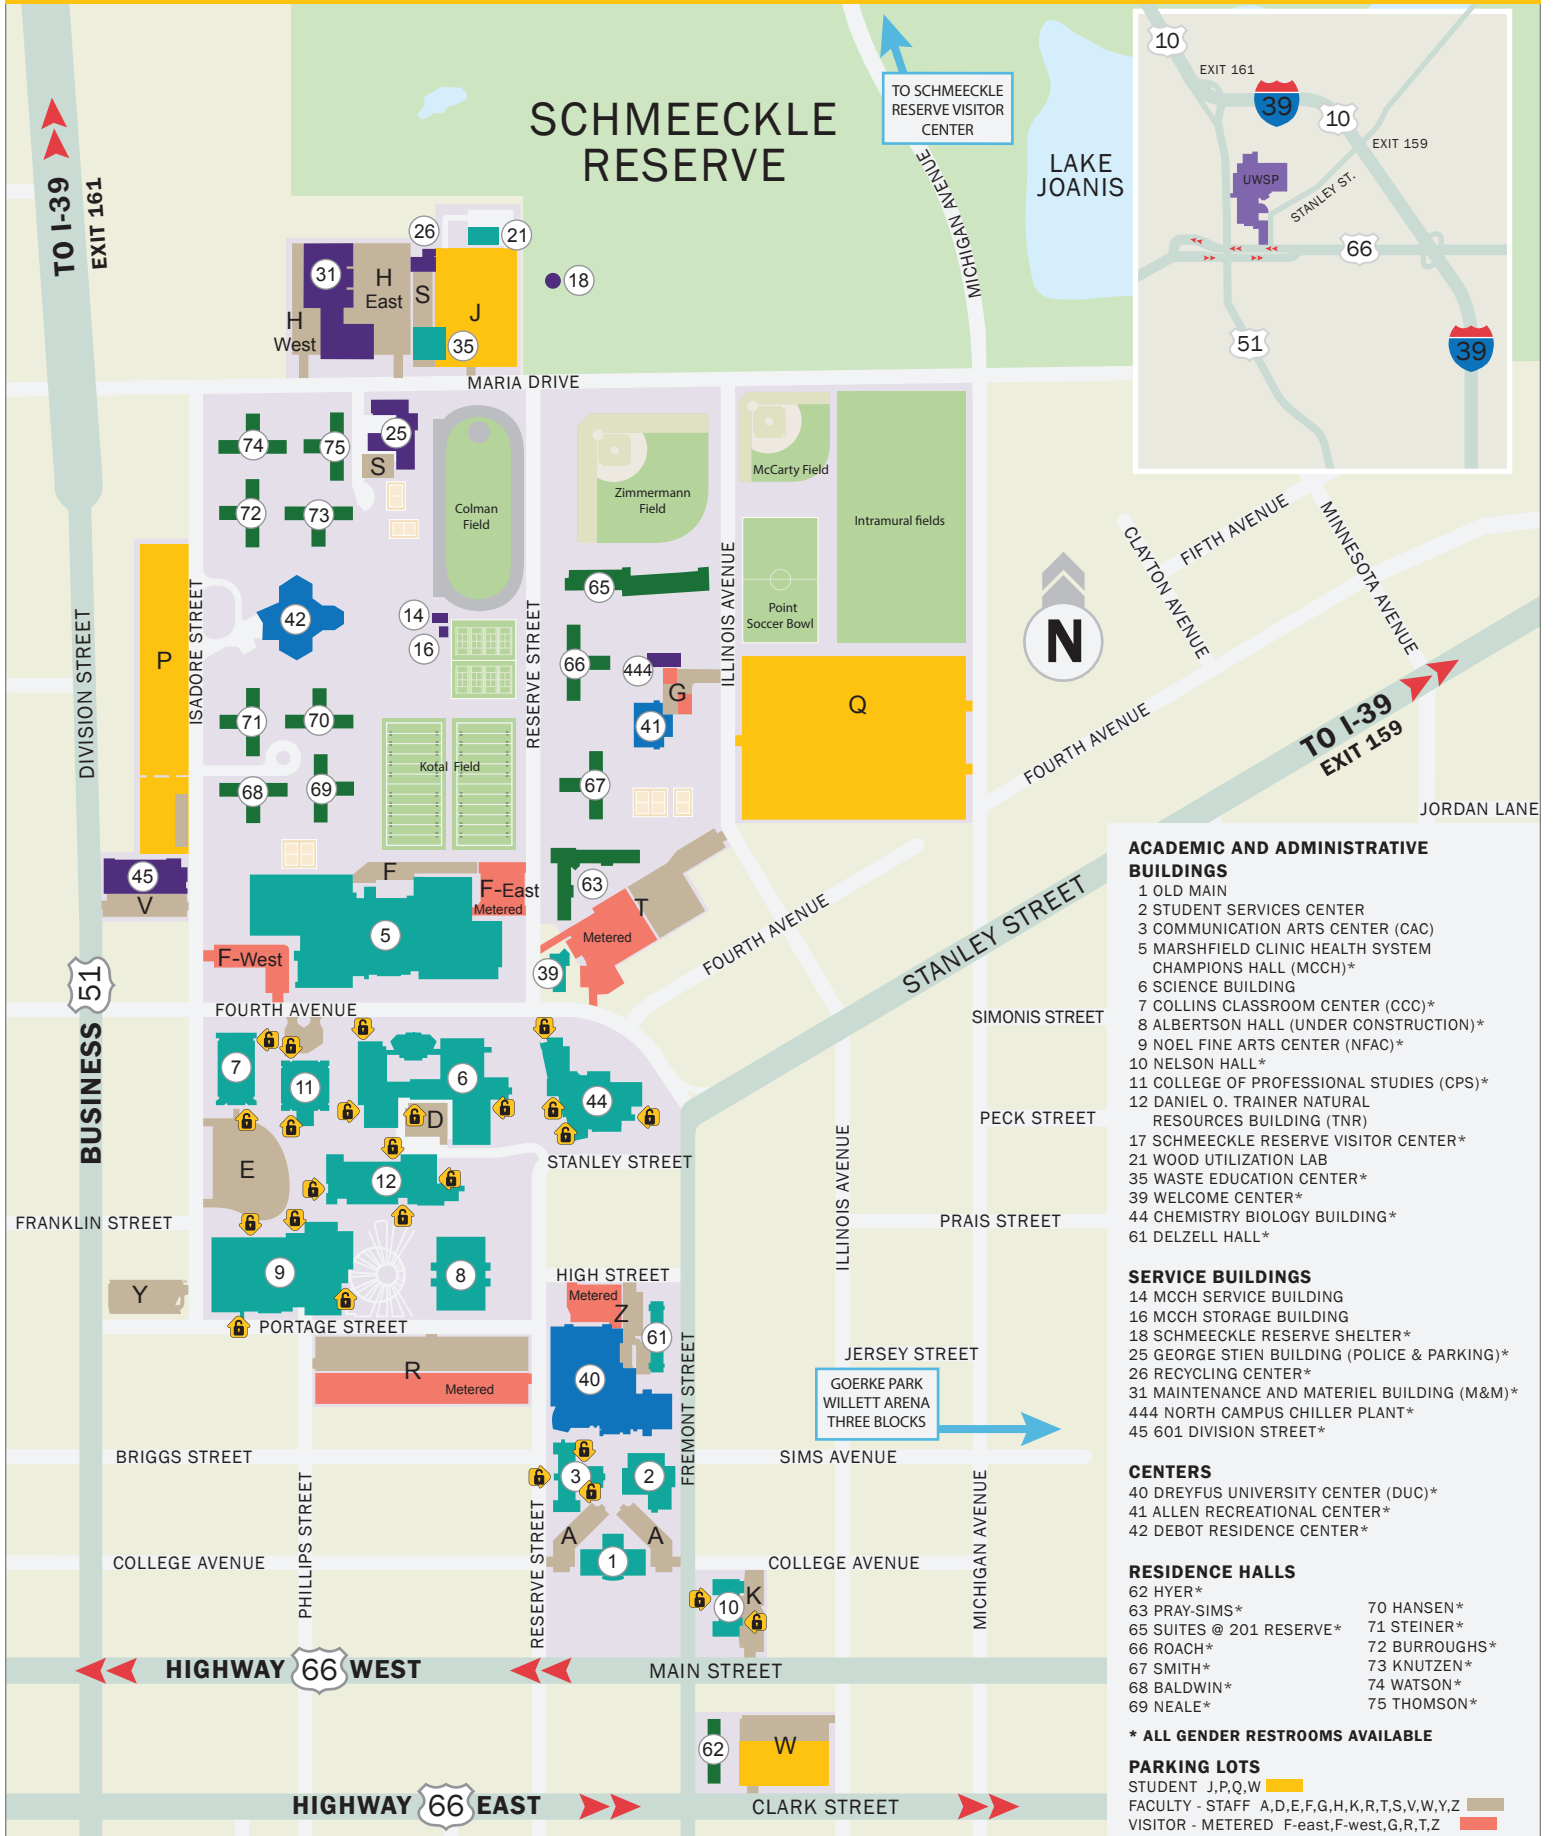 SCHMEECKLE
RESERVE
TO SCHMEECKLE
RESERVE VISITOR
CENTER
MICHIGAN AVENUE
LAKE
JOANIS
10
EXIT 161
39
10
EXIT 159
UWSP
STANLEY ST.
66
51
39
TO I-39
EXIT 161
26
21
31
H
East
S
J
18
H
West
35
MARIA DRIVE
74
75
25
S
72
73
Colman
Field
Zimmermann
Field
McCarty Field
Intramural fields
Point
Soccer Bowl
ILLINOIS AVENUE
CLAYTON AVENUE
FIFTH AVENUE
MINNESOTA AVENUE
N
DIVISION STREET
ISADORE STREET
P
42
14
16
RESERVE STREET
65
66
444
G
41
Q
71
70
68
69
Kotal Field
67
FOURTH AVENUE
TO I-39
EXIT 159
JORDAN LANE
45
V
F
F-East
Metered
63
T
Metered
5
F-West
39
FOURTH AVENUE
STANLEY STREET
BUSINESS 51
FOURTH AVENUE
SIMONIS STREET
7
11
6
D
44
PECK STREET
E
12
STANLEY STREET
ILLINOIS AVENUE
FRANKLIN STREET
PRAIS STREET
9
8
Y
HIGH STREET
Metered
Z
61
PORTAGE STREET
R
Metered
40
FREMONT STREET
JERSEY STREET
GOERKE PARK
WILLETT ARENA
THREE BLOCKS
BRIGGS STREET
SIMS AVENUE
3
2
PHILLIPS STREET
RESERVE STREET
MICHIGAN AVENUE
A
A
1
COLLEGE AVENUE
COLLEGE AVENUE
10
K
HIGHWAY 66 WEST
MAIN STREET
62
W
HIGHWAY 66 EAST
CLARK STREET
ACADEMIC AND ADMINISTRATIVE
BUILDINGS
1 OLD MAIN
2 STUDENT SERVICES CENTER
3 COMMUNICATION ARTS CENTER (CAC)
5 MARSHFIELD CLINIC HEALTH SYSTEM
CHAMPIONS HALL (MCCH)*
6 SCIENCE BUILDING
7 COLLINS CLASSROOM CENTER (CCC)*
8 ALBERTSON HALL (UNDER CONSTRUCTION)*
9 NOEL FINE ARTS CENTER (NFAC)*
10 NELSON HALL*
11 COLLEGE OF PROFESSIONAL STUDIES (CPS)*
12 DANIEL O. TRAINER NATURAL
RESOURCES BUILDING (TNR)
17 SCHMEECKLE RESERVE VISITOR CENTER*
21 WOOD UTILIZATION LAB
35 WASTE EDUCATION CENTER*
39 WELCOME CENTER*
44 CHEMISTRY BIOLOGY BUILDING*
61 DELZELL HALL*
SERVICE BUILDINGS
14 MCCH SERVICE BUILDING
16 MCCH STORAGE BUILDING
18 SCHMEECKLE RESERVE SHELTER*
25 GEORGE STIEN BUILDING (POLICE & PARKING)*
26 RECYCLING CENTER*
31 MAINTENANCE AND MATERIEL BUILDING (M&M)*
444 NORTH CAMPUS CHILLER PLANT*
45 601 DIVISION STREET*
CENTERS
40 DREYFUS UNIVERSITY CENTER (DUC)*
41 ALLEN RECREATIONAL CENTER*
42 DEBOT RESIDENCE CENTER*
RESIDENCE HALLS
62 HYER*
63 PRAY-SIMS*
65 SUITES @ 201 RESERVE*
66 ROACH*
67 SMITH*
68 BALDWIN*
69 NEALE*
70 HANSEN*
71 STEINER*
72 BURROUGHS*
73 KNUTZEN*
74 WATSON*
75 THOMSON*
* ALL GENDER RESTROOMS AVAILABLE
PARKING LOTS
STUDENT J,P,Q,W
FACULTY - STAFF A,D,E,F,G,H,K,R,T,S,V,W,Y,Z
VISITOR - METERED F-east,F-west,G,R,T,Z